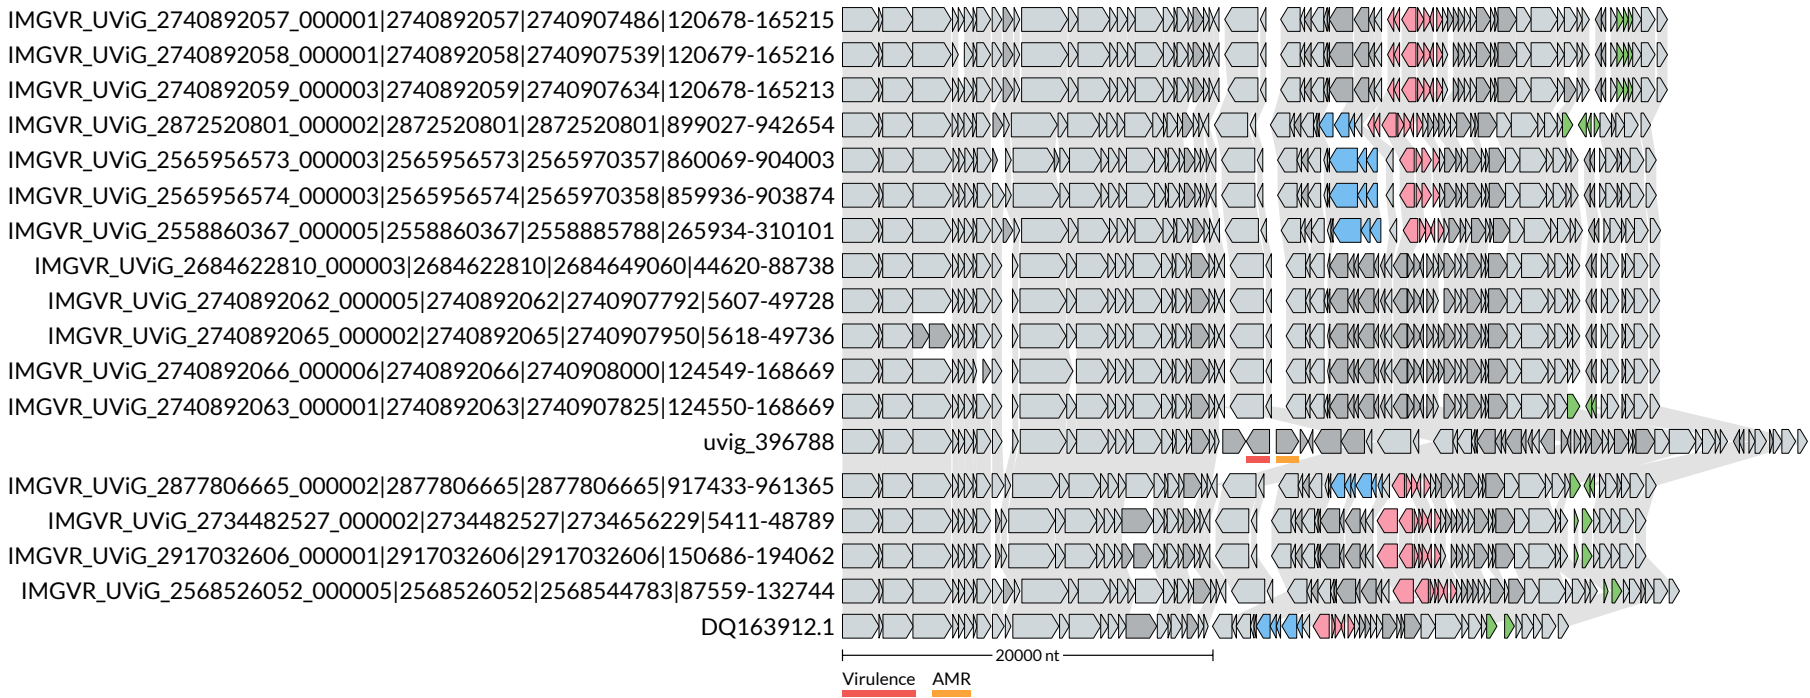 IMGVR_UViG_2740892057_000001|2740892057|2740907486|120678-165215
IMGVR_UViG_2740892058_000001|2740892058|2740907539|120679-165216
IMGVR_UViG_2740892059_000003|2740892059|2740907634|120678-165213
IMGVR_UViG_2872520801_000002|2872520801|2872520801|899027-942654
IMGVR_UViG_2565956573_000003|2565956573|2565970357|860069-904003
IMGVR_UViG_2565956574_000003|2565956574|2565970358|859936-903874
IMGVR_UViG_2558860367_000005|2558860367|2558885788|265934-310101
IMGVR_UViG_2684622810_000003|2684622810|2684649060|44620-88738
IMGVR_UViG_2740892062_000005|2740892062|2740907792|5607-49728
IMGVR_UViG_2740892065_000002|2740892065|2740907950|5618-49736
IMGVR_UViG_2740892066_000006|2740892066|2740908000|124549-168669
IMGVR_UViG_2740892063_000001|2740892063|2740907825|124550-168669
uvig_396788
IMGVR_UViG_2877806665_000002|2877806665|2877806665|917433-961365
IMGVR_UViG_2734482527_000002|2734482527|2734656229|5411-48789
IMGVR_UViG_2917032606_000001|2917032606|2917032606|150686-194062
IMGVR_UViG_2568526052_000005|2568526052|2568544783|87559-132744
DQ163912.1
20000 nt
Virulence AMR